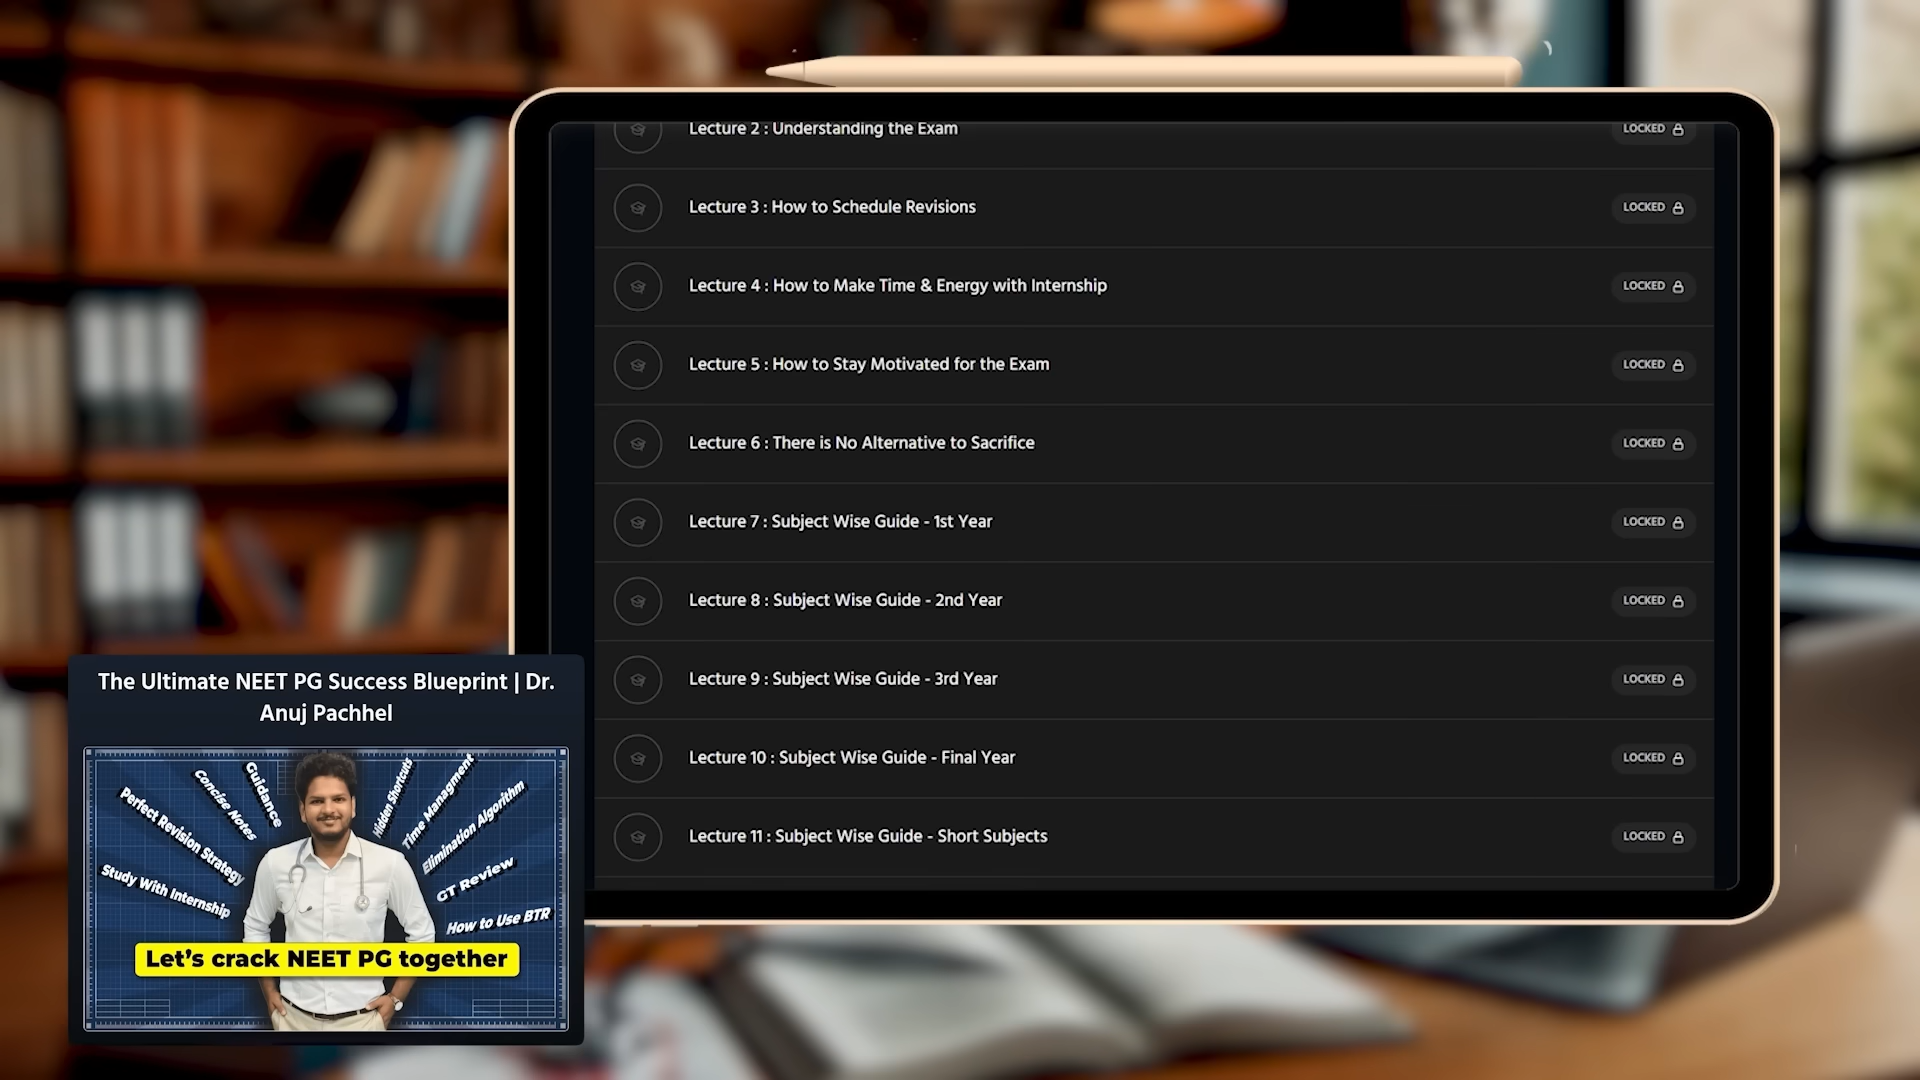 Lecture 2 : Understanding the Exam
LOCKED
Lecture 3 : How to Schedule Revisions
LOCKED
Lecture 4 : How to Make Time & Energy with Internship
LOCKED
Lecture 5 : How to Stay Motivated for the Exam
LOCKED
Lecture 6 : There is No Alternative to Sacrifice
LOCKED
Lecture 7 : Subject Wise Guide - 1st Year
LOCKED
Lecture 8 : Subject Wise Guide - 2nd Year
LOCKED
Lecture 9 : Subject Wise Guide - 3rd Year
LOCKED
Lecture 10 : Subject Wise Guide - Final Year
LOCKED
Lecture 11 : Subject Wise Guide - Short Subjects
LOCKED
The Ultimate NEET PG Success Blueprint | Dr.
Anuj Pachhel
Study With Internship
Perfect Revision Strategy
Concise Notes
Guidance
Hidden Shortcuts
Time Managment
Elimination Algorithm
GT Review
How to Use BTR
Let's crack NEET PG together